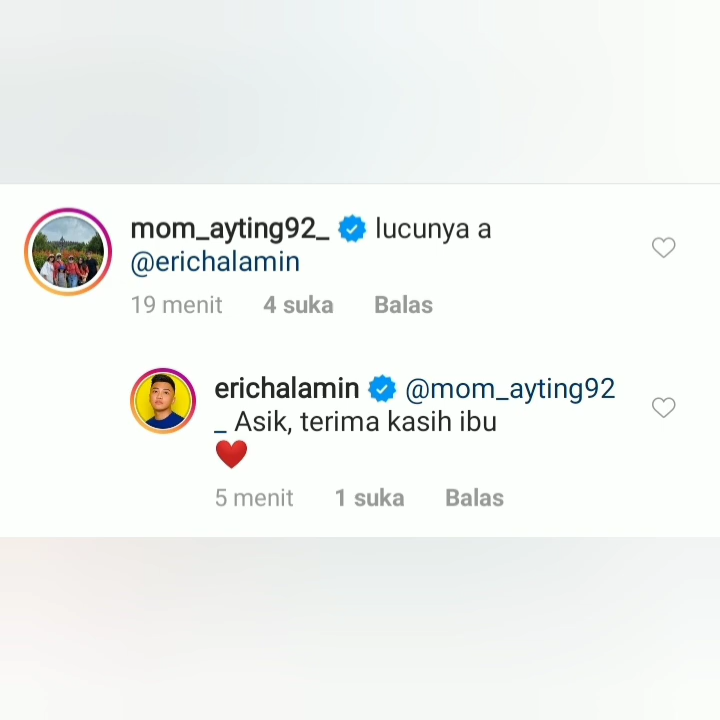 mom_ayting92_ lucunya a
@erichalamin
19 menit 4 suka Balas
erichalamin @mom_ayting92
_ Asik, terima kasih ibu
❤️
5 menit 1 suka Balas